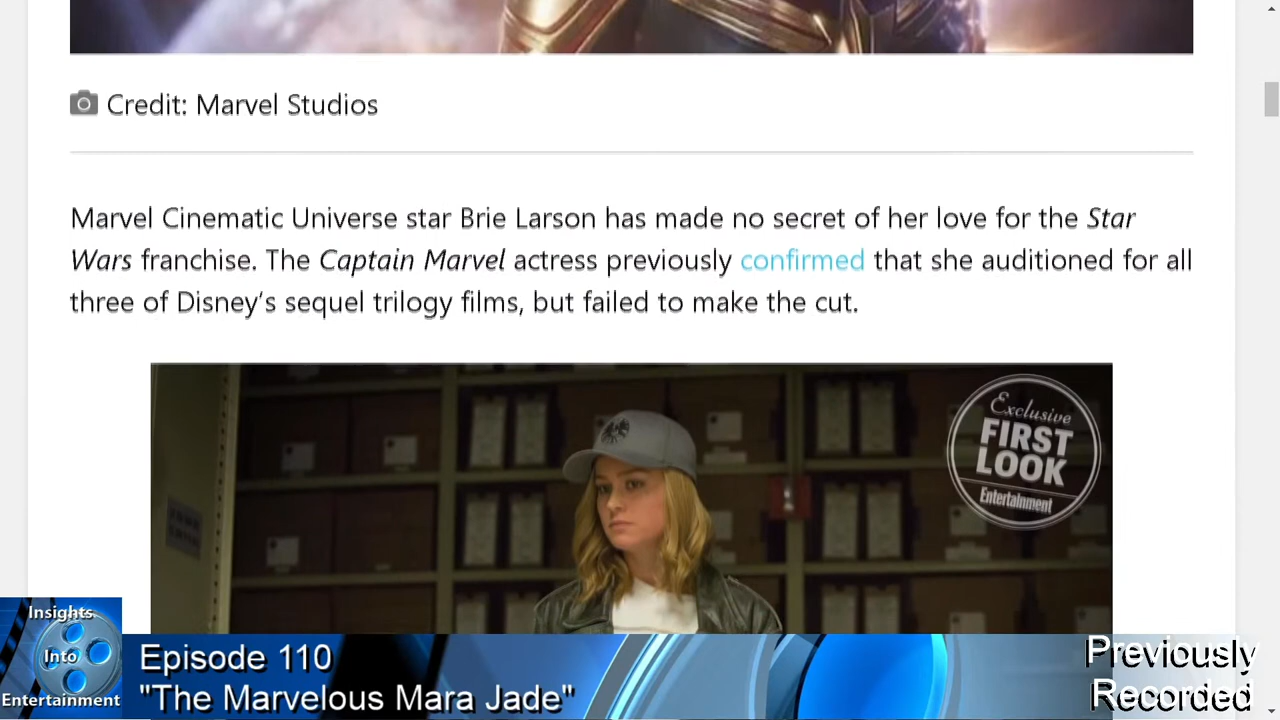 Credit: Marvel Studios
Marvel Cinematic Universe star Brie Larson has made no secret of her love for the Star
Wars franchise. The Captain Marvel actress previously confirmed that she auditioned for all
three of Disney’s sequel trilogy films, but failed to make the cut.
Exclusive
FIRST
LOOK
Entertainment
Insights
Into
Entertainment
Episode 110
"The Marvelous Mara Jade"
Previously
Recorded